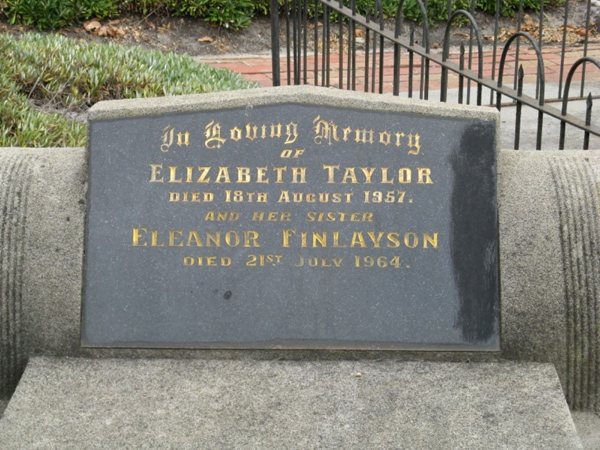 In Loving Memory
OF
ELIZABETH TAYLOR
DIED 18TH AUGUST 1957.
AND HER SISTER
ELEANOR FINLAYSON
DIED 21ST JULY 1964.